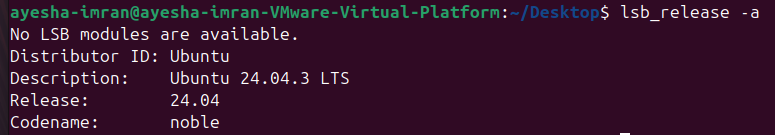 ayesha-imran@ayesha-imran-VMware-Virtual-Platform:~/Desktop$ lsb_release -a
No LSB modules are available.
Distributor ID: Ubuntu
Description:    Ubuntu 24.04.3 LTS
Release:        24.04
Codename:       noble